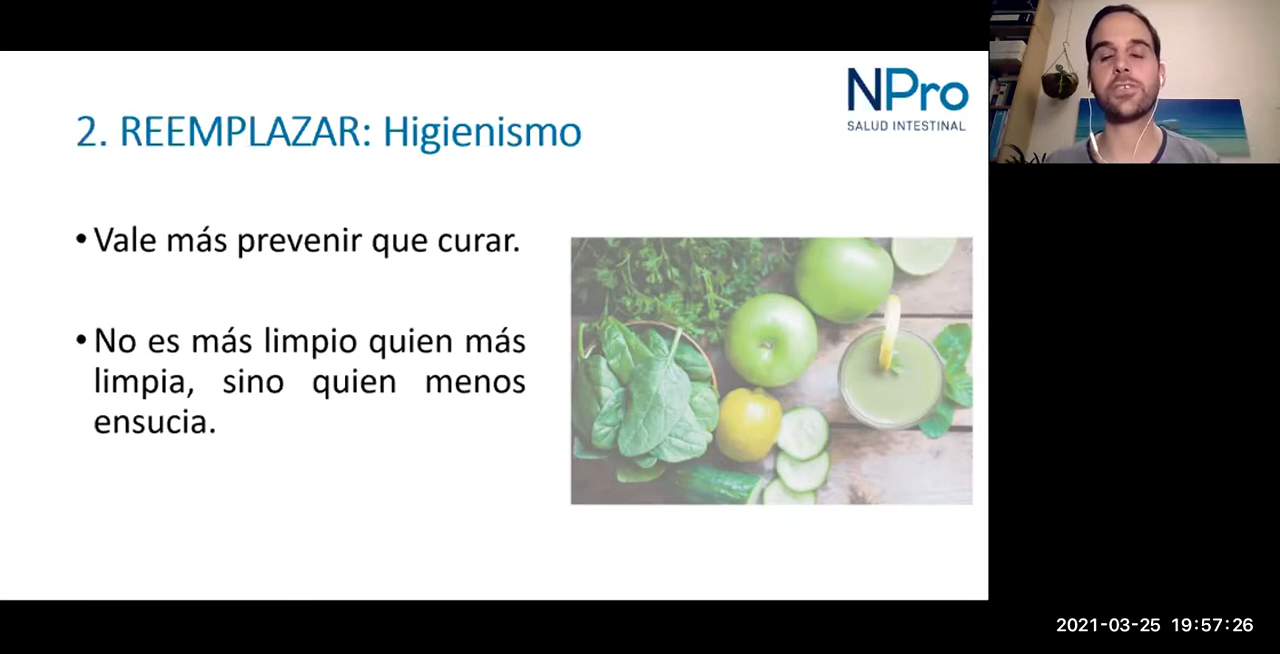 NPro
SALUD INTESTINAL
2. REEMPLAZAR: Higienismo
• Vale más prevenir que curar.
• No es más limpio quien más
limpia, sino quien menos
ensucia.
2021-03-25 19:57:26